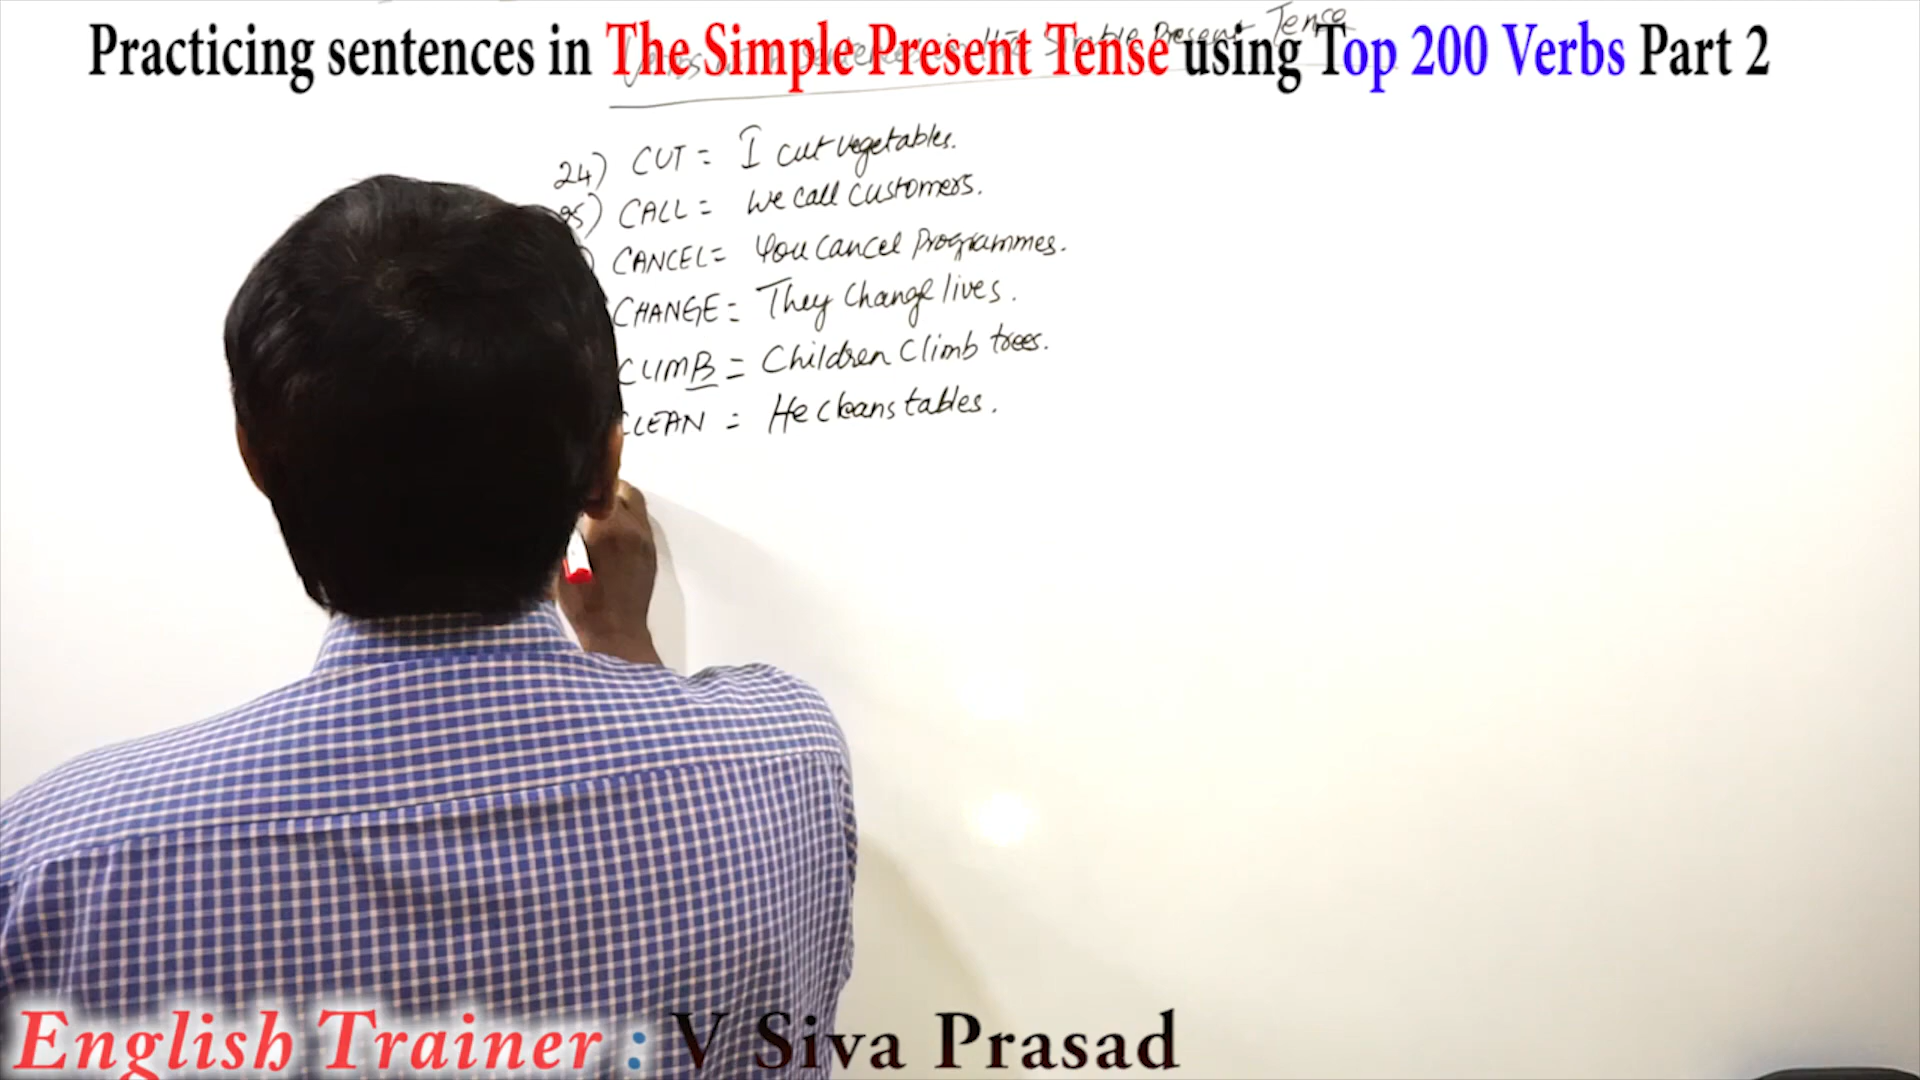 Practicing sentences in The Simple Present Tense using Top 200 Verbs Part 2
24) CUT = I cut vegetables.
25) CALL = We call customers.
CANCEL = You cancel programmes.
CHANGE = They change lives.
CLIMB = Children climb trees.
CLEAN = He cleans tables.
English Trainer : V Siva Prasad